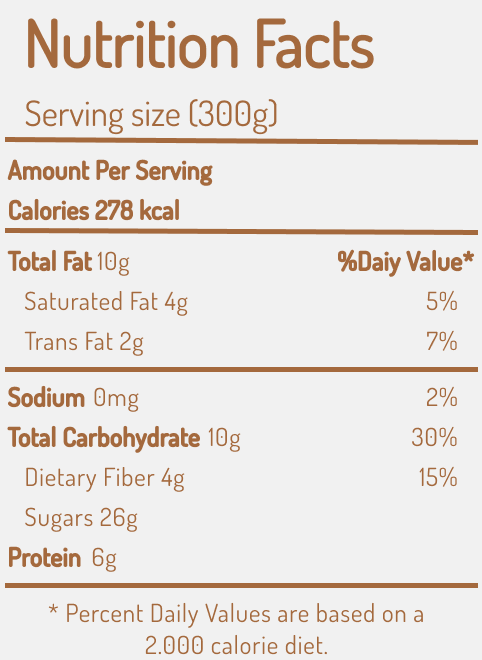 Nutrition Facts
Serving size (300g)
Amount Per Serving
Calories 278 kcal
Total Fat 10g %Daiy Value*
Saturated Fat 4g 5%
Trans Fat 2g 7%
Sodium 0mg 2%
Total Carbohydrate 10g 30%
Dietary Fiber 4g 15%
Sugars 26g
Protein 6g
* Percent Daily Values are based on a
2.000 calorie diet.